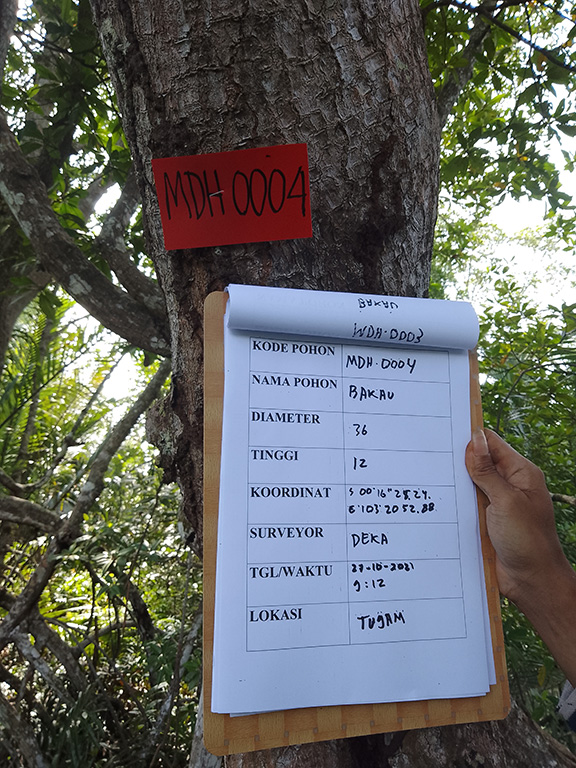 MDH 0004
BAKAU
MDH-0003
KODE POHON MDH-0004
NAMA POHON BAKAU
DIAMETER 36
TINGGI 12
KOORDINAT S 00°16"25,24.
E°103°20 52.88
SURVEYOR DEKA
TGL/WAKTU 27-10-2021
9:12
LOKASI TUJAM